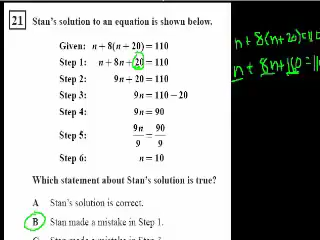 21 Stan's solution to an equation is shown below.
Given: n + 8(n + 20) = 110
Step 1: n + 8n + 20 = 110
Step 2: 9n + 20 = 110
Step 3: 9n = 110 − 20
Step 4: 9n = 90
Step 5: 9n/9 = 90/9
Step 6: n = 10
Which statement about Stan's solution is true?
A Stan's solution is correct.
B Stan made a mistake in Step 1.
n + 8(n + 20) = 110
n + 8n + 160 = 110